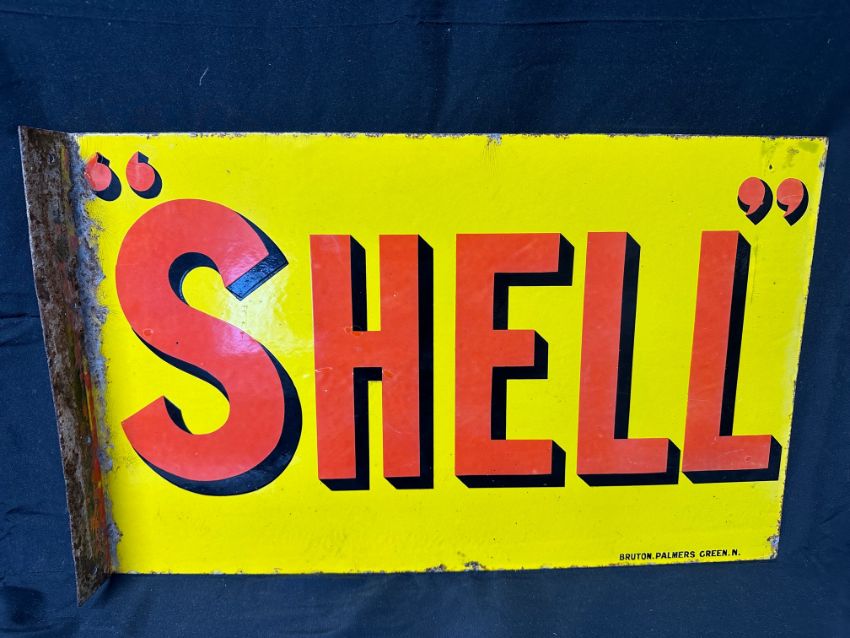 “SHELL”
BRUTON. PALMERS GREEN. N.